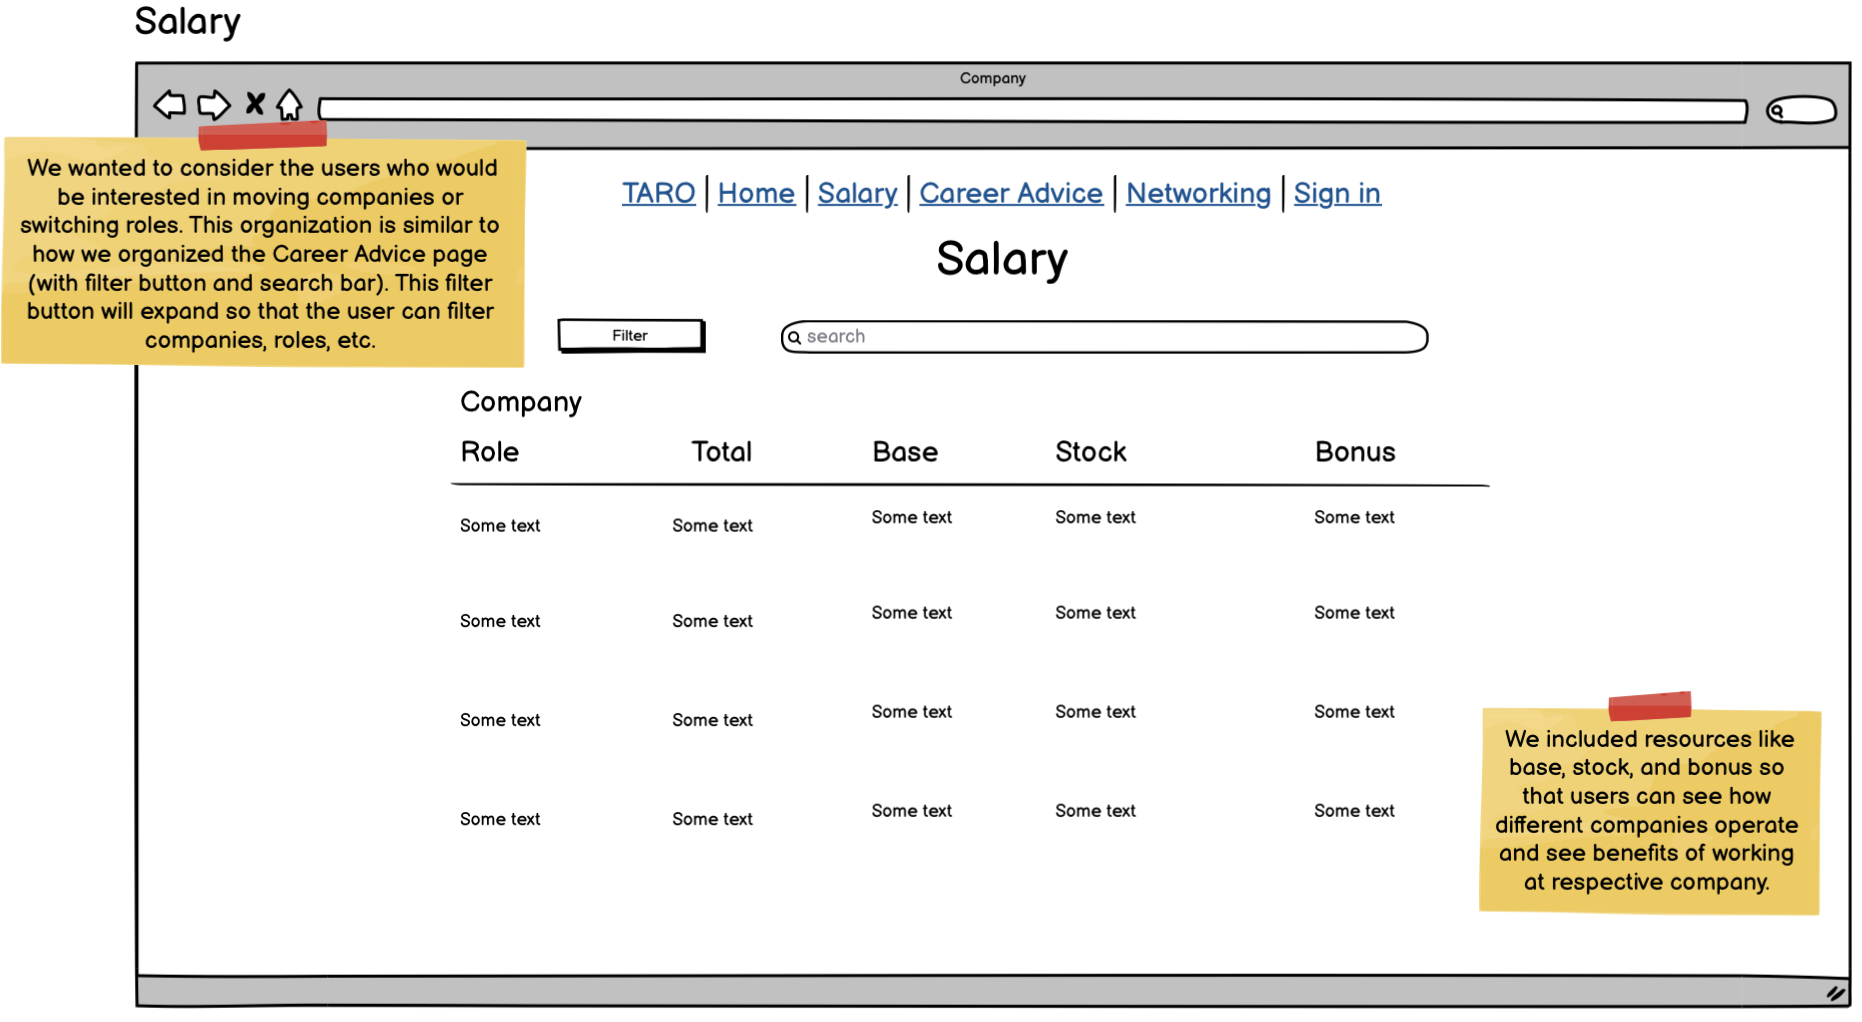 Salary
Company
We wanted to consider the users who would
be interested in moving companies or
switching roles. This organization is similar to
how we organized the Career Advice page
(with filter button and search bar). This filter
button will expand so that the user can filter
companies, roles, etc.
TARO | Home | Salary | Career Advice | Networking | Sign in
Salary
Filter
search
Company
Role Total Base Stock Bonus
Some text Some text Some text Some text Some text
Some text Some text Some text Some text Some text
Some text Some text Some text Some text Some text
Some text Some text Some text Some text Some text
We included resources like
base, stock, and bonus so
that users can see how
different companies operate
and see benefits of working
at respective company.